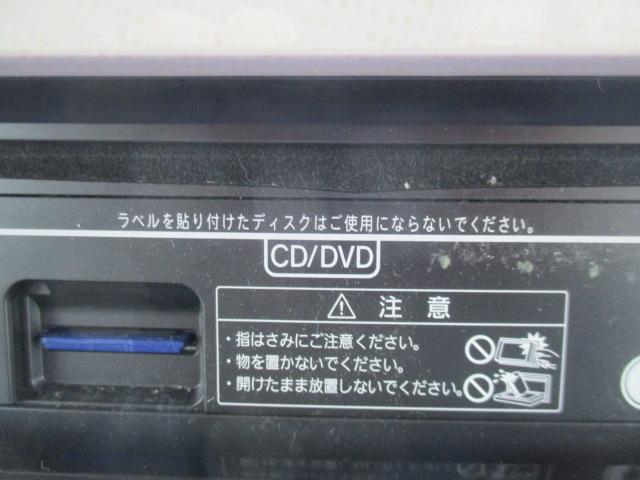 ラベルを貼り付けたディスクはご使用にならないでください。
CD/DVD
注意
・指はさみにご注意ください。
・物を置かないでください。
・開けたまま放置しないでください。